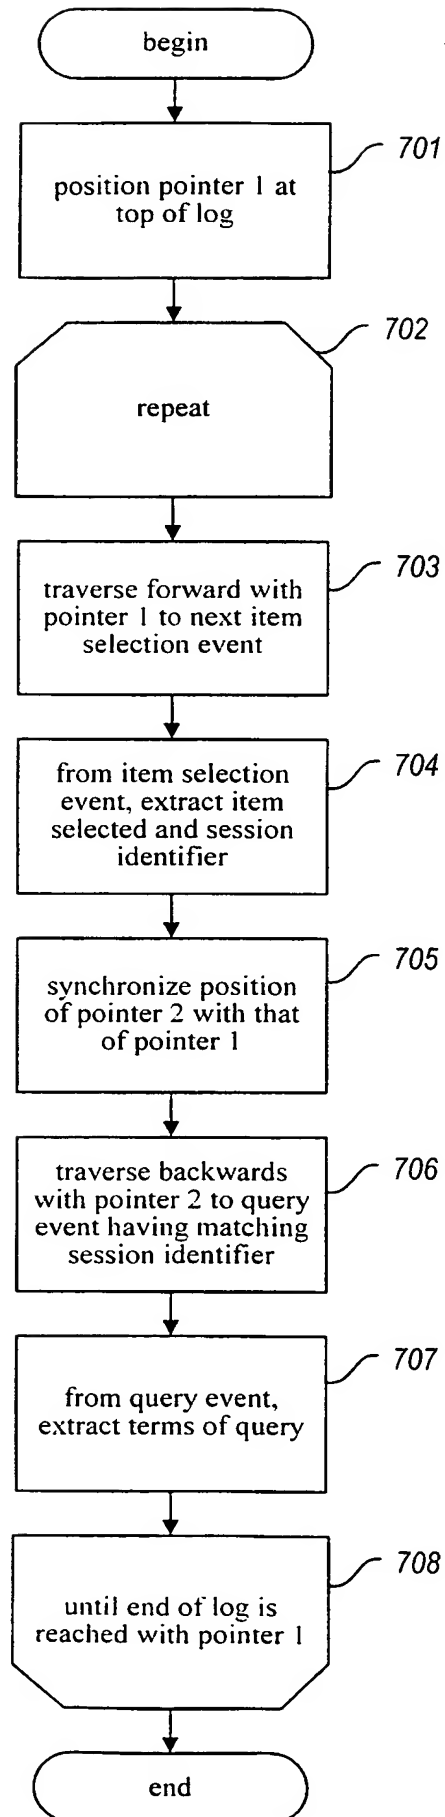 begin
701
position pointer 1 at
top of log
702
repeat
703
traverse forward with
pointer 1 to next item
selection event
704
from item selection
event, extract item
selected and session
identifier
705
synchronize position
of pointer 2 with that
of pointer 1
706
traverse backwards
with pointer 2 to query
event having matching
session identifier
707
from query event,
extract terms of query
708
until end of log is
reached with pointer 1
end